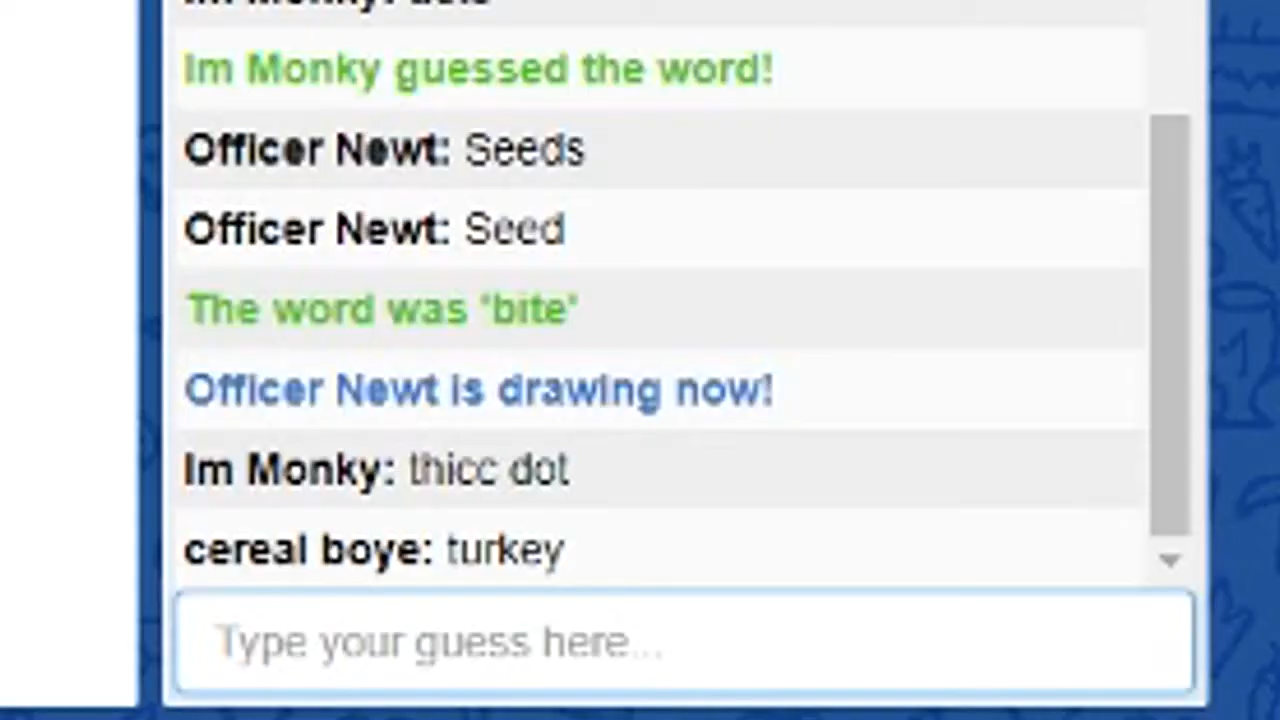 Im Monky guessed the word!
Officer Newt: Seeds
Officer Newt: Seed
The word was 'bite'
Officer Newt is drawing now!
Im Monky: thicc dot
cereal boye: turkey
Type your guess here...